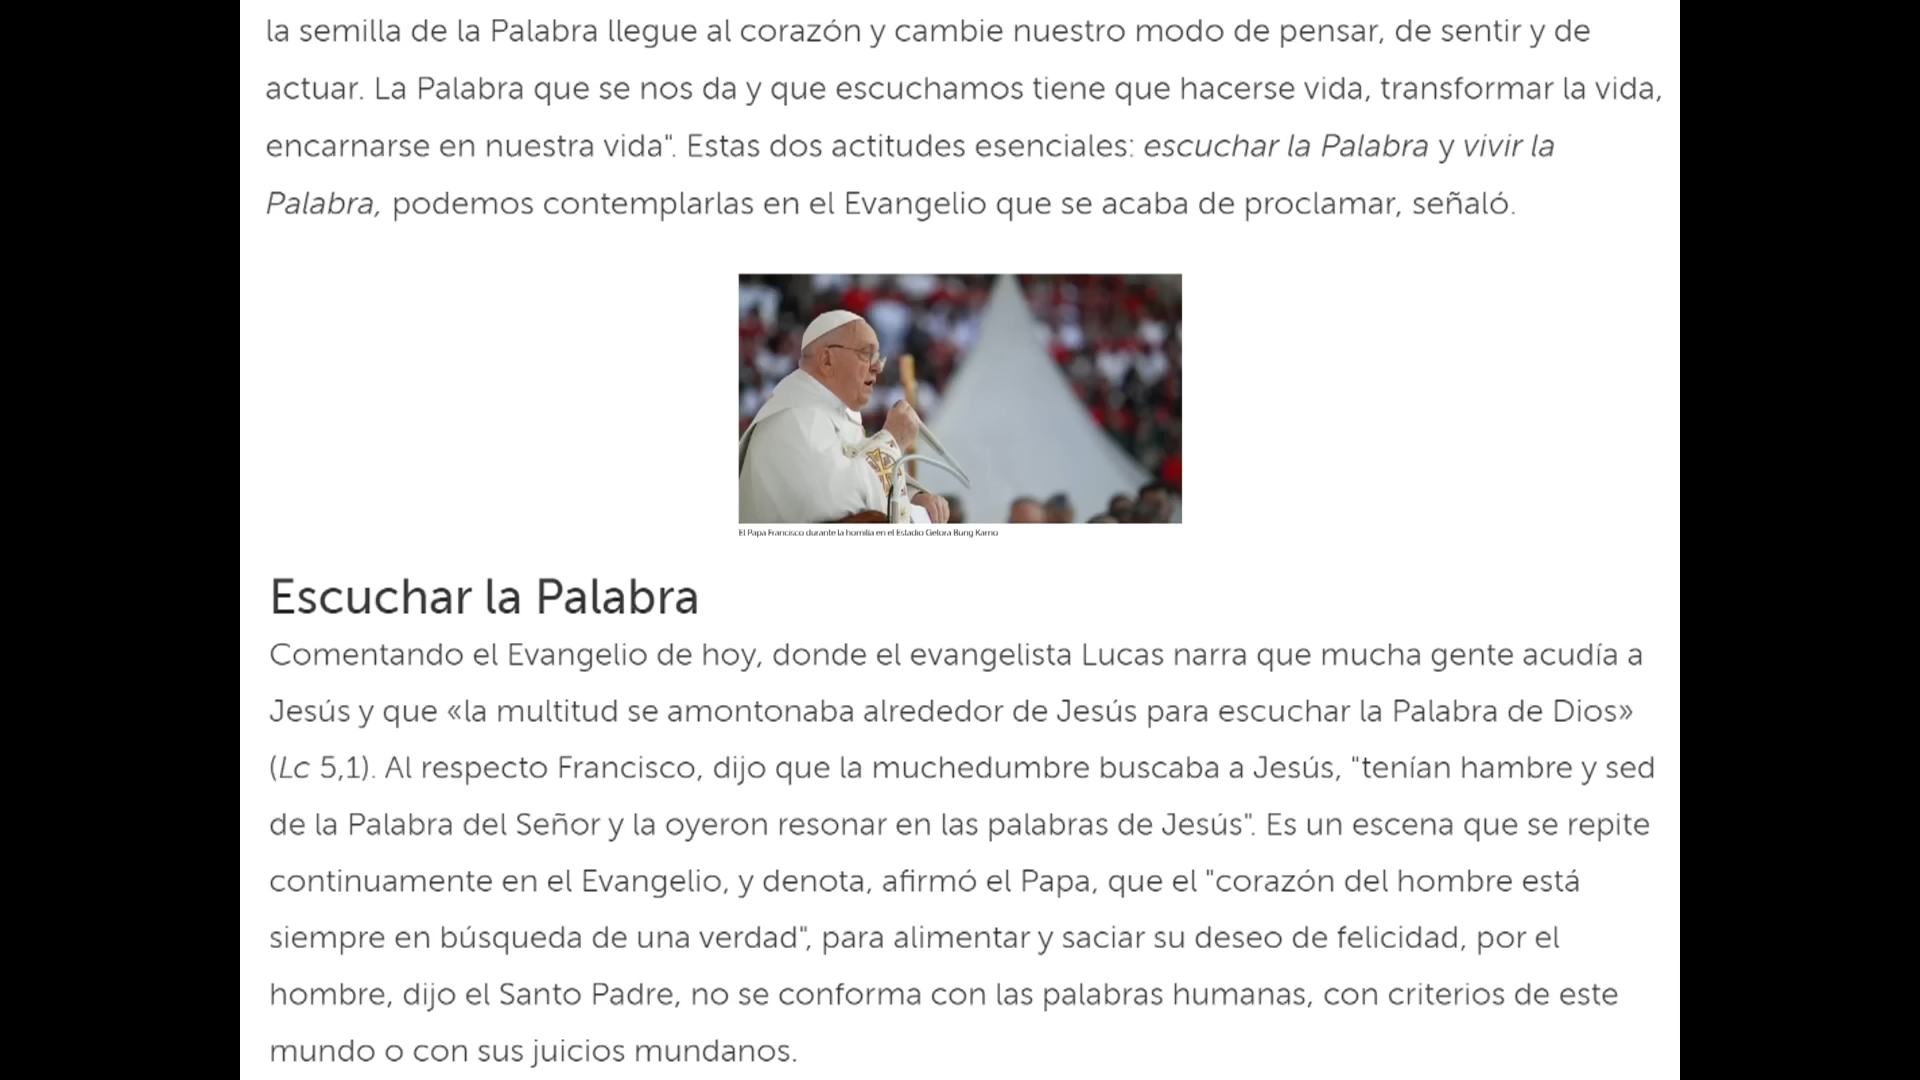 la semilla de la Palabra llegue al corazón y cambie nuestro modo de pensar, de sentir y de
actuar. La Palabra que se nos da y que escuchamos tiene que hacerse vida, transformar la vida,
encarnarse en nuestra vida". Estas dos actitudes esenciales: escuchar la Palabra y vivir la
Palabra, podemos contemplarlas en el Evangelio que se acaba de proclamar, señaló.
El Papa Francisco durante la homilía en el Estadio Gelora Bung Karno
Escuchar la Palabra
Comentando el Evangelio de hoy, donde el evangelista Lucas narra que mucha gente acudía a
Jesús y que «la multitud se amontonaba alrededor de Jesús para escuchar la Palabra de Dios»
(Lc 5,1). Al respecto Francisco, dijo que la muchedumbre buscaba a Jesús, "tenían hambre y sed
de la Palabra del Señor y la oyeron resonar en las palabras de Jesús". Es un escena que se repite
continuamente en el Evangelio, y denota, afirmó el Papa, que el "corazón del hombre está
siempre en búsqueda de una verdad", para alimentar y saciar su deseo de felicidad, por el
hombre, dijo el Santo Padre, no se conforma con las palabras humanas, con criterios de este
mundo o con sus juicios mundanos.